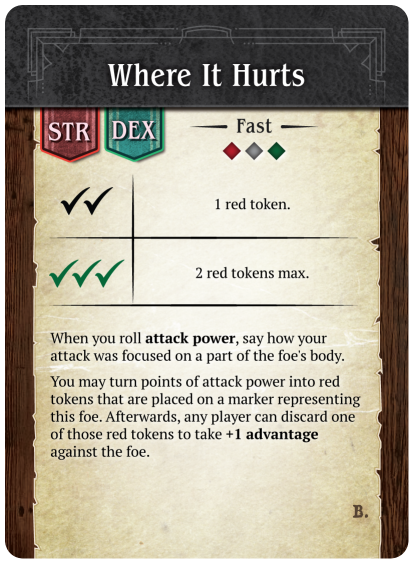 Where It Hurts
STR DEX
Fast
1 red token.
2 red tokens max.
When you roll attack power, say how your
attack was focused on a part of the foe's body.
You may turn points of attack power into red
tokens that are placed on a marker representing
this foe. Afterwards, any player can discard one
of those red tokens to take +1 advantage
against the foe.
B.